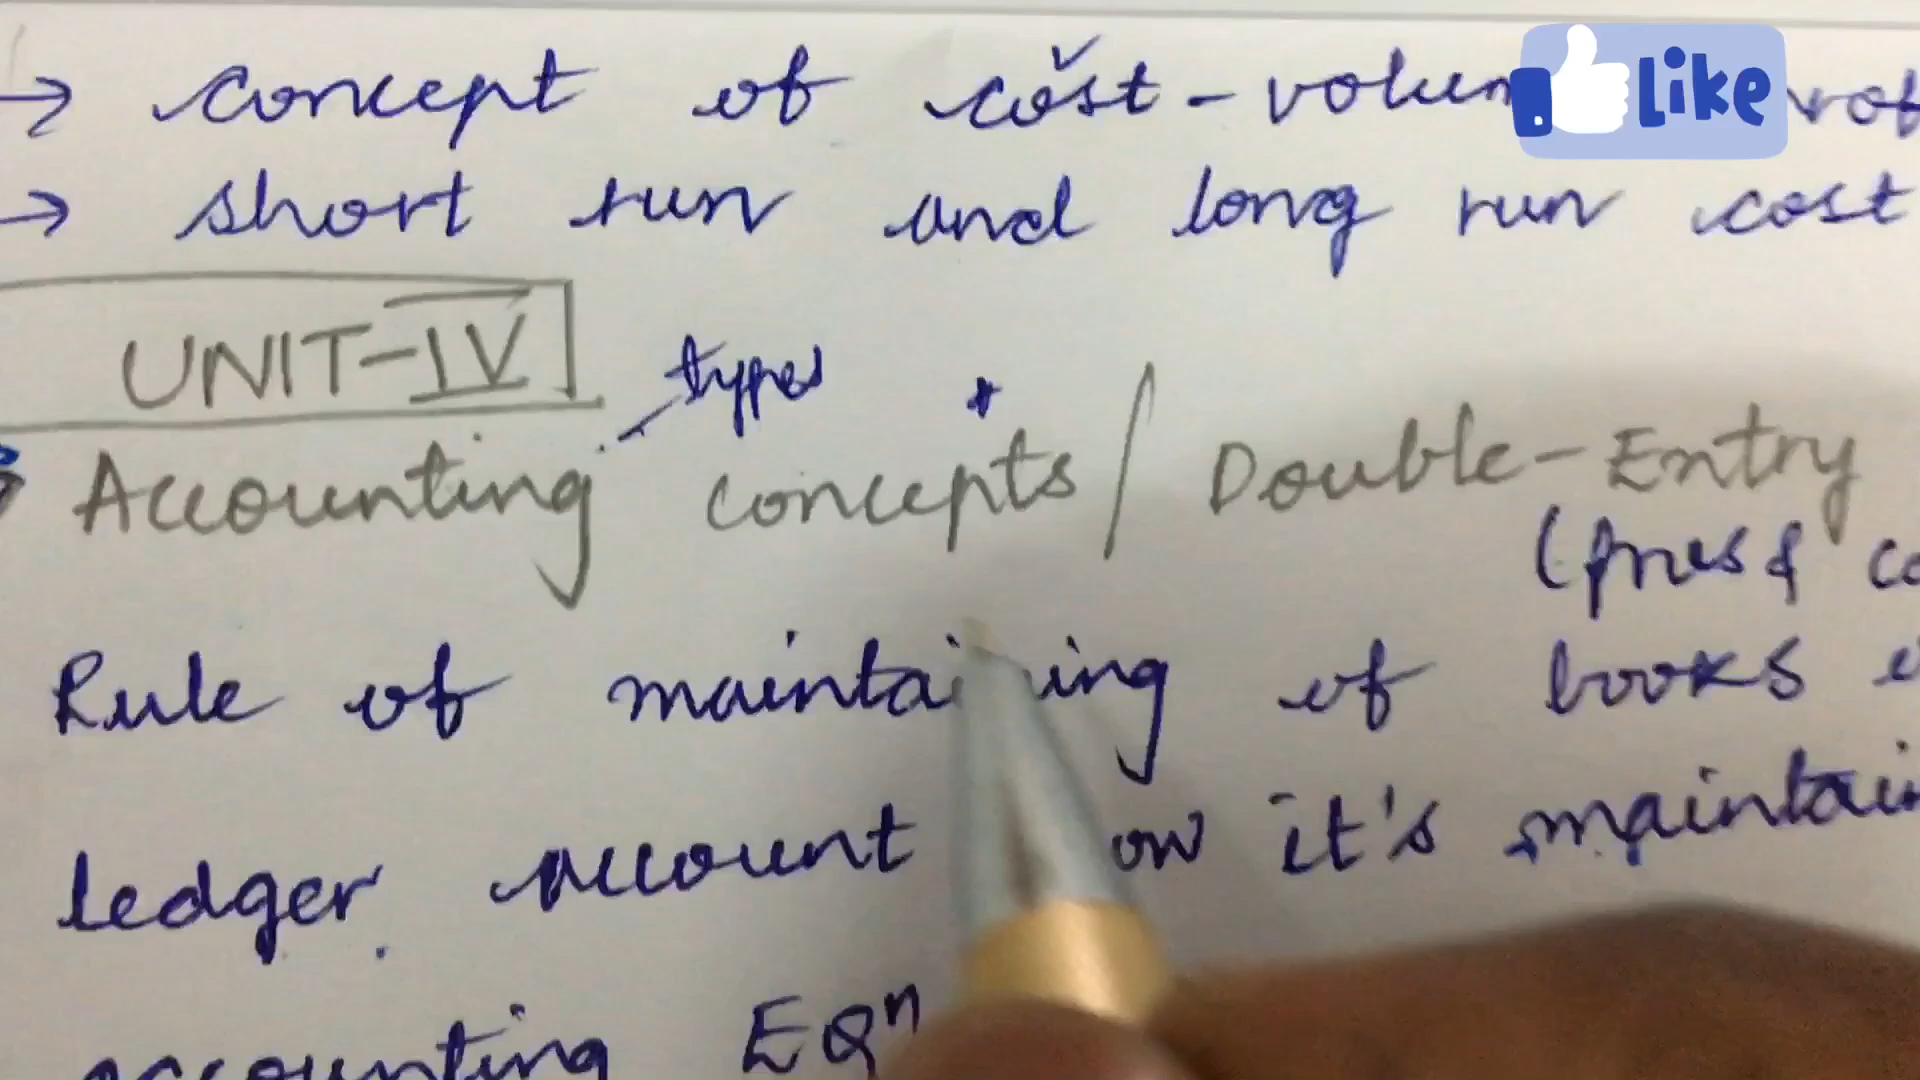 → concept of cost-volum
Like
→ short run and long run cost
UNIT-IV
types
Accounting concepts / Double-Entry
Rule of maintaining of books
ledger account it's maintai
accounting EQn